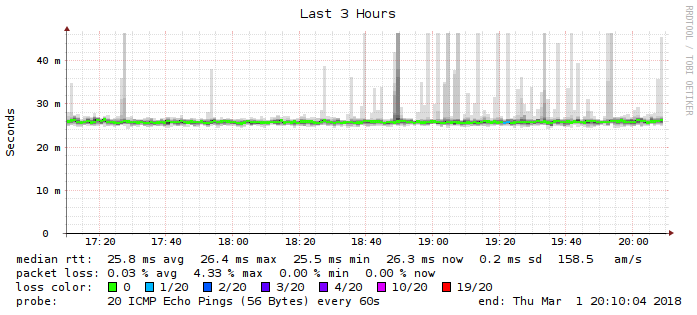 Last 3 Hours
RRDTOOL / TOBI OETIKER
Seconds
40 m
30 m
20 m
10 m
0
17:20 17:40 18:00 18:20 18:40 19:00 19:20 19:40 20:00
median rtt: 25.8 ms avg 26.4 ms max 25.5 ms min 26.3 ms now 0.2 ms sd 158.5 am/s
packet loss: 0.03 % avg 4.33 % max 0.00 % min 0.00 % now
loss color: 0 1/20 2/20 3/20 4/20 10/20 19/20
probe: 20 ICMP Echo Pings (56 Bytes) every 60s end: Thu Mar 1 20:10:04 2018